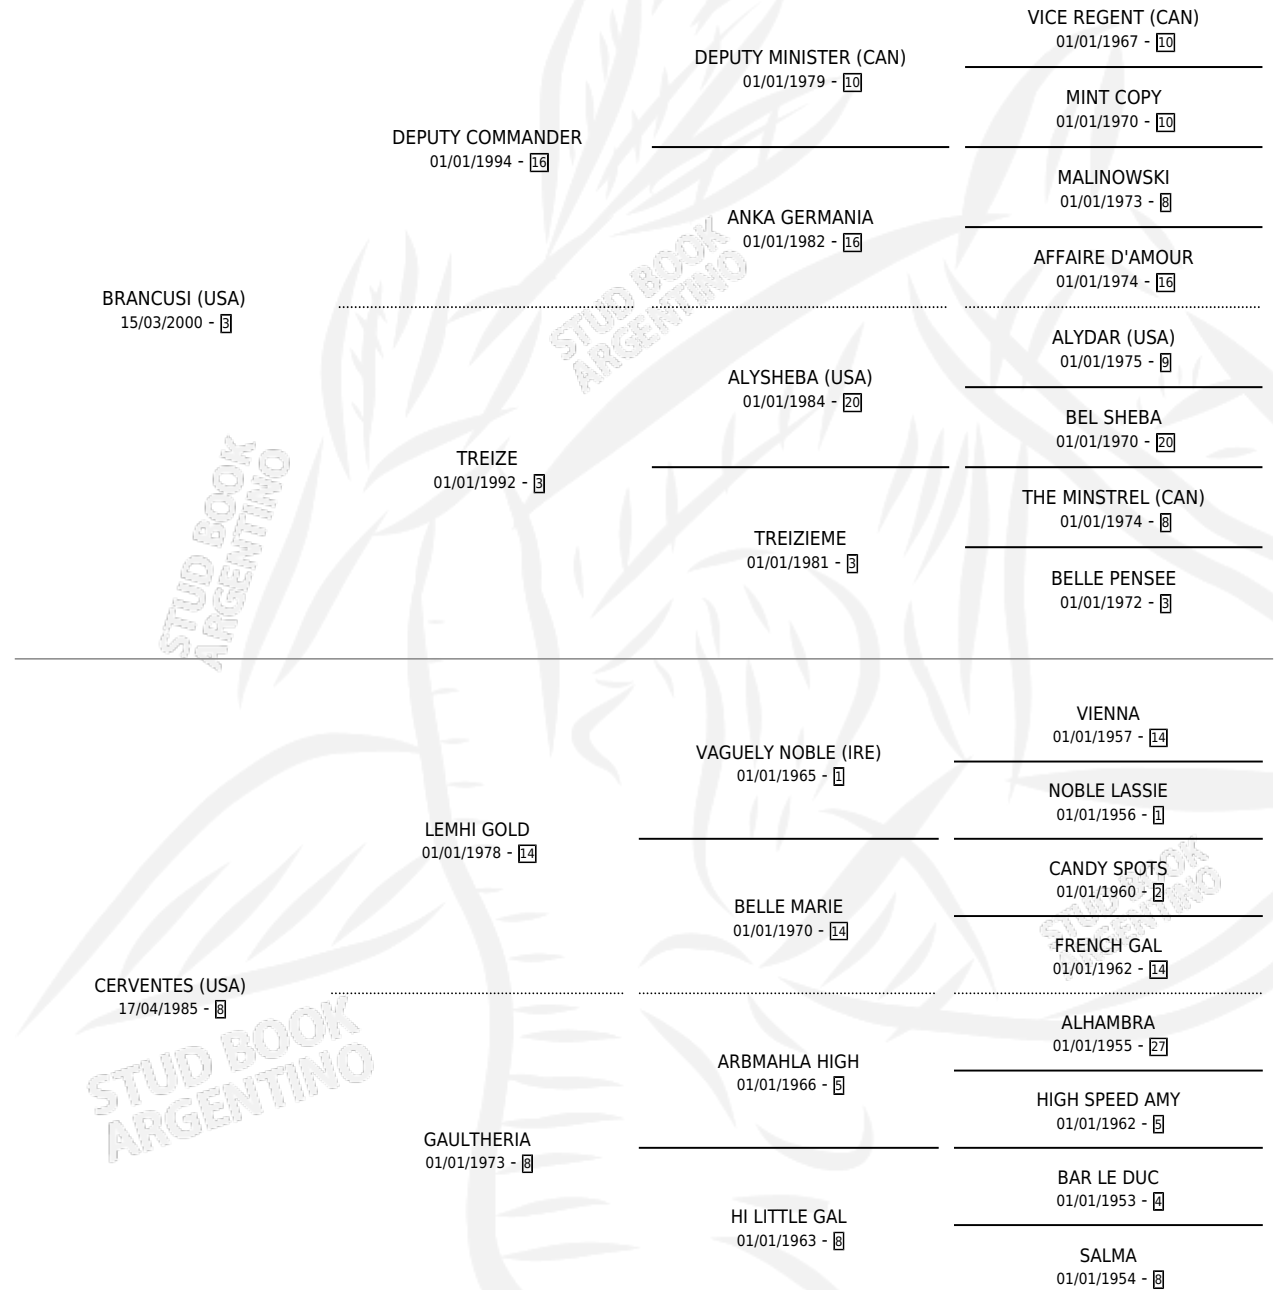 VICE REGENT (CAN)
01/01/1967 - 10
DEPUTY MINISTER (CAN)
01/01/1979 - 10
MINT COPY
01/01/1970 - 10
DEPUTY COMMANDER
01/01/1994 - 16
MALINOWSKI
01/01/1973 - 8
ANKA GERMANIA
01/01/1982 - 16
AFFAIRE D'AMOUR
01/01/1974 - 16
BRANCUSI (USA)
15/03/2000 - 3
STUD BOOK
ARGENTINO
ALYDAR (USA)
01/01/1975 - 9
ALYSHEBA (USA)
01/01/1984 - 20
BEL SHEBA
01/01/1970 - 20
TREIZE
01/01/1992 - 3
THE MINSTREL (CAN)
01/01/1974 - 8
TREIZIEME
01/01/1981 - 3
BELLE PENSEE
01/01/1972 - 3
STUD BOOK
ARGENTINO
VIENNA
01/01/1957 - 14
VAGUELY NOBLE (IRE)
01/01/1965 - 1
NOBLE LASSIE
01/01/1956 - 1
LEMHI GOLD
01/01/1978 - 14
CANDY SPOTS
01/01/1960 - 2
BELLE MARIE
01/01/1970 - 14
FRENCH GAL
01/01/1962 - 14
STUD BOOK
ARGENTINO
CERVENTES (USA)
17/04/1985 - 8
ALHAMBRA
01/01/1955 - 27
ARBMAHLA HIGH
01/01/1966 - 5
HIGH SPEED AMY
01/01/1962 - 5
STUD BOOK
ARGENTINO
GAULTHERIA
01/01/1973 - 8
BAR LE DUC
01/01/1953 - 4
HI LITTLE GAL
01/01/1963 - 8
SALMA
01/01/1954 - 8